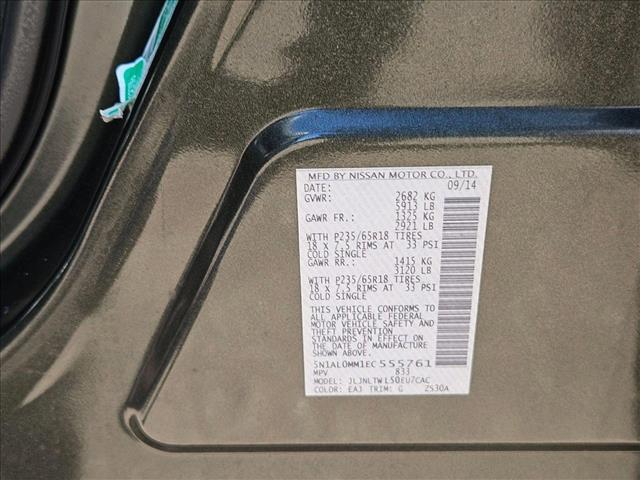 MFD BY NISSAN MOTOR CO., LTD.
DATE: 09/14
GVWR: 2682 KG
5913 LB
GAWR FR.: 1325 KG
2921 LB
WITH P235/65R18 TIRES
18 x 7.5 RIMS AT 33 PSI
COLD SINGLE
GAWR RR.: 1415 KG
3120 LB
WITH P235/65R18 TIRES
18 x 7.5 RIMS AT 33 PSI
COLD SINGLE
THIS VEHICLE CONFORMS TO
ALL APPLICABLE FEDERAL
MOTOR VEHICLE SAFETY AND
THEFT PREVENTION
STANDARDS IN EFFECT ON
THE DATE OF MANUFACTURE
SHOWN ABOVE.
5N1AL0MM1EC555761
MPV 833
MODEL: JLJNLTWL50EU7CAC
COLOR: EAJ TRIM: G ZS30A